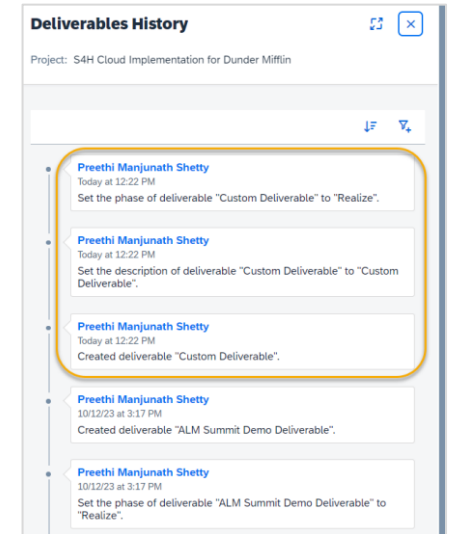 Deliverables History
Project: S4H Cloud Implementation for Dunder Mifflin
Preethi Manjunath Shetty
Today at 12:22 PM
Set the phase of deliverable "Custom Deliverable" to "Realize".
Preethi Manjunath Shetty
Today at 12:22 PM
Set the description of deliverable "Custom Deliverable" to "Custom
Deliverable".
Preethi Manjunath Shetty
Today at 12:22 PM
Created deliverable "Custom Deliverable".
Preethi Manjunath Shetty
10/12/23 at 3:17 PM
Created deliverable "ALM Summit Demo Deliverable".
Preethi Manjunath Shetty
10/12/23 at 3:17 PM
Set the phase of deliverable "ALM Summit Demo Deliverable" to
"Realize".